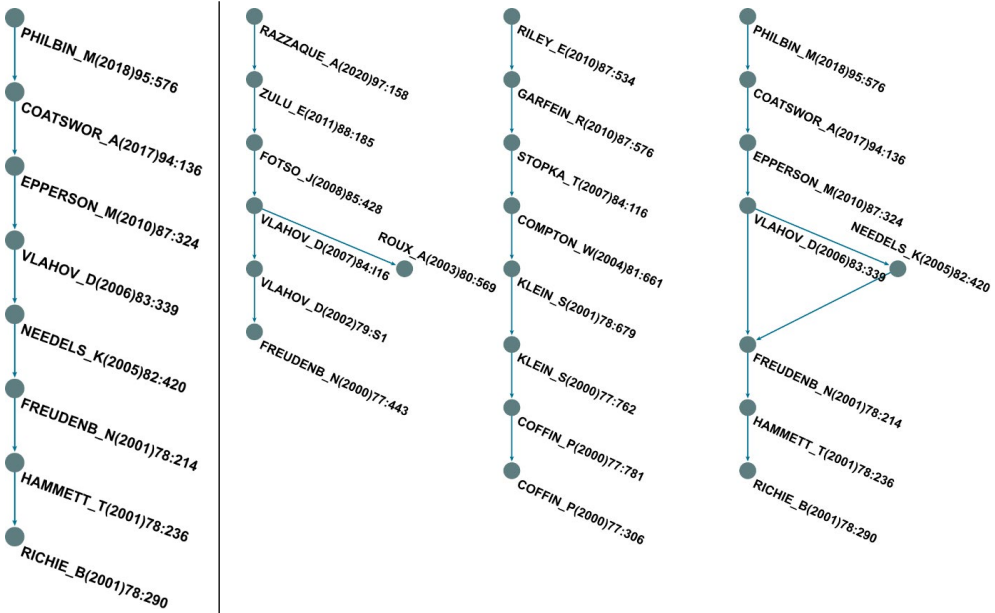 PHILBIN_M(2018)95:576
COATSWOR_A(2017)94:136
EPPERSON_M(2010)87:324
VLAHOV_D(2006)83:339
NEEDELS_K(2005)82:420
FREUDENB_N(2001)78:214
HAMMETT_T(2001)78:236
RICHIE_B(2001)78:290
RAZZAQUE_A(2020)97:158
ZULU_E(2011)88:185
FOTSO_J(2008)85:428
VLAHOV_D(2007)84:I16
ROUX_A(2003)80:569
VLAHOV_D(2002)79:S1
FREUDENB_N(2000)77:443
RILEY_E(2010)87:534
GARFEIN_R(2010)87:576
STOPKA_T(2007)84:116
COMPTON_W(2004)81:661
KLEIN_S(2001)78:679
KLEIN_S(2000)77:762
COFFIN_P(2000)77:781
COFFIN_P(2000)77:306
PHILBIN_M(2018)95:576
COATSWOR_A(2017)94:136
EPPERSON_M(2010)87:324
VLAHOV_D(2006)83:339
NEEDELS_K(2005)82:420
FREUDENB_N(2001)78:214
HAMMETT_T(2001)78:236
RICHIE_B(2001)78:290